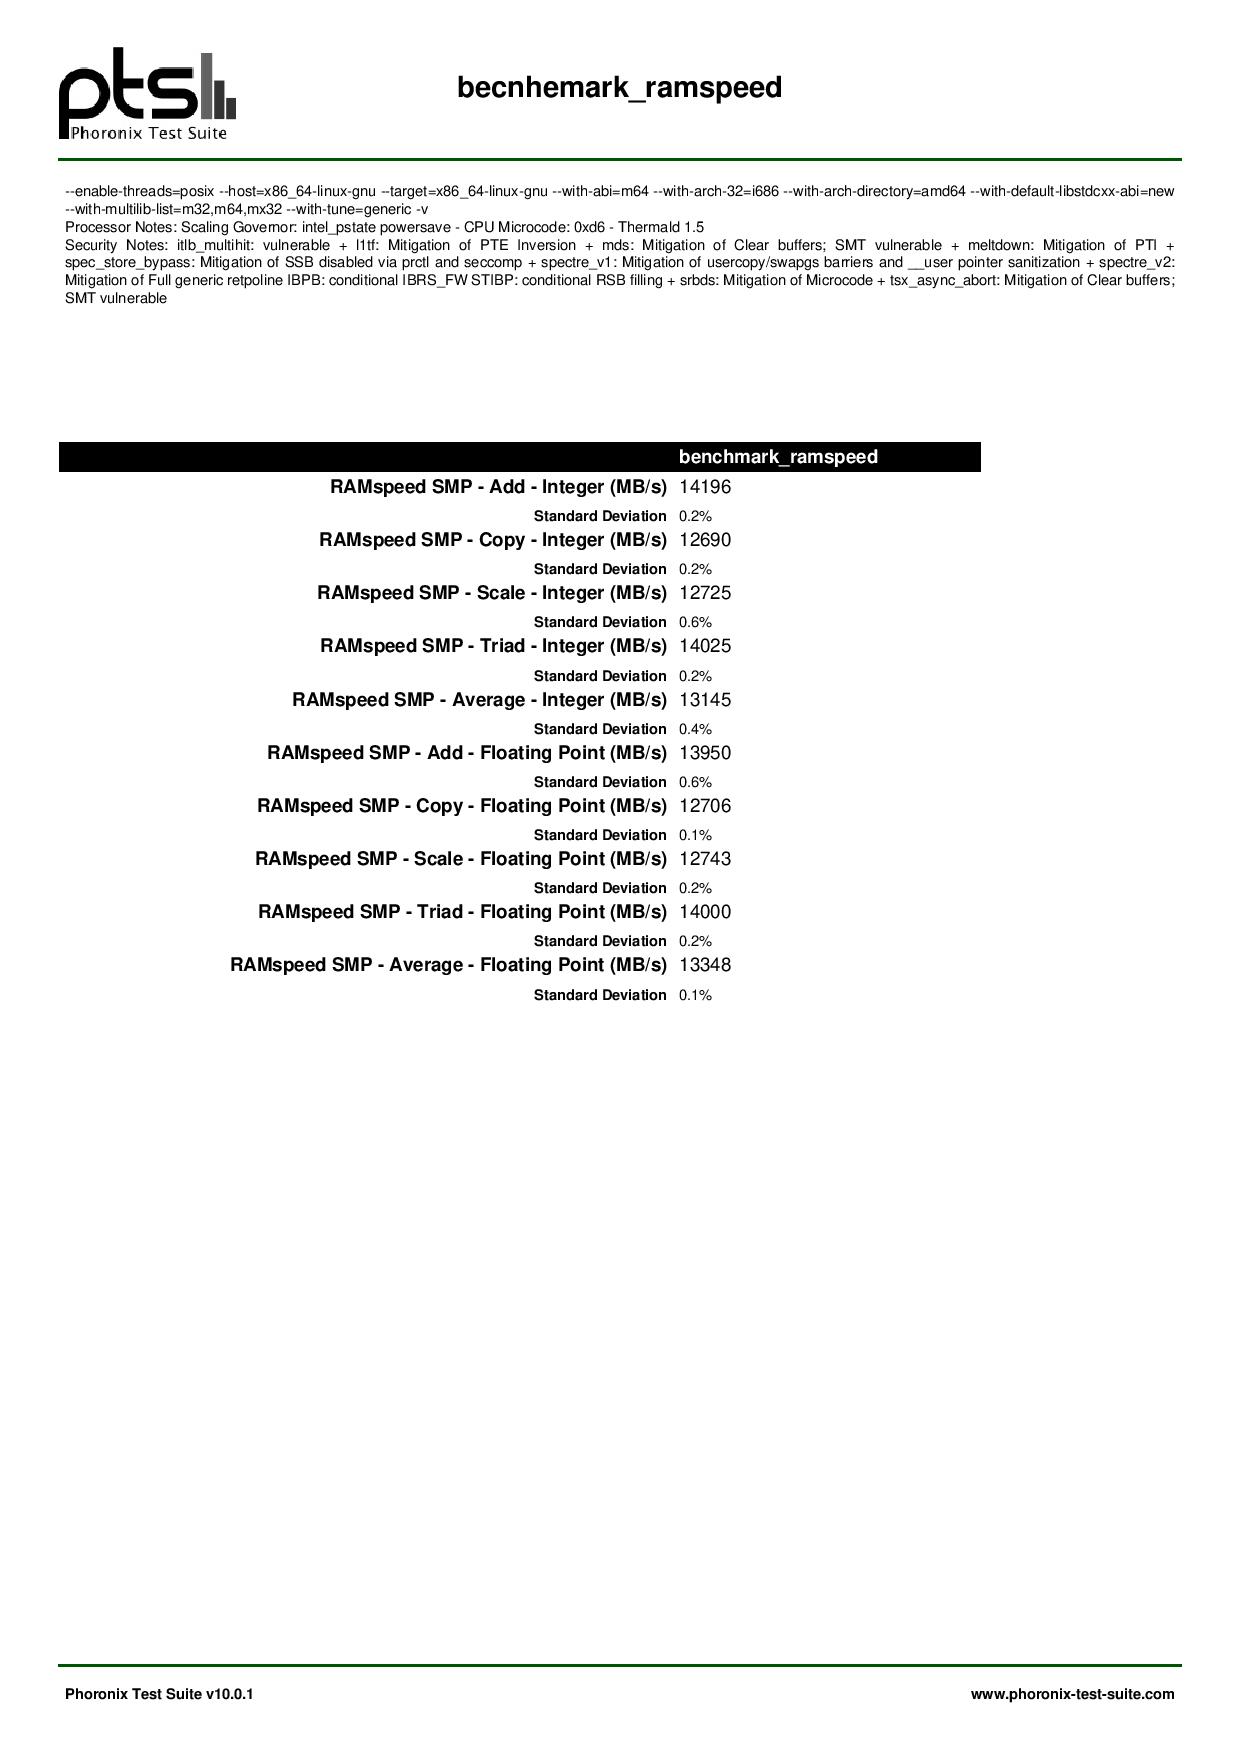 pts
Phoronix Test Suite
becnhemark_ramspeed
--enable-threads=posix --host=x86_64-linux-gnu --target=x86_64-linux-gnu --with-abi=m64 --with-arch-32=i686 --with-arch-directory=amd64 --with-default-libstdcxx-abi=new
--with-multilib-list=m32,m64,mx32 --with-tune=generic -v
Processor Notes: Scaling Governor: intel_pstate powersave - CPU Microcode: 0xd6 - Thermald 1.5
Security Notes: itlb_multihit: vulnerable + l1tf: Mitigation of PTE Inversion + mds: Mitigation of Clear buffers; SMT vulnerable + meltdown: Mitigation of PTI +
spec_store_bypass: Mitigation of SSB disabled via prctl and seccomp + spectre_v1: Mitigation of usercopy/swapgs barriers and __user pointer sanitization + spectre_v2:
Mitigation of Full generic retpoline IBPB: conditional IBRS_FW STIBP: conditional RSB filling + srbds: Mitigation of Microcode + tsx_async_abort: Mitigation of Clear buffers;
SMT vulnerable
benchmark_ramspeed
RAMspeed SMP - Add - Integer (MB/s) 14196
Standard Deviation 0.2%
RAMspeed SMP - Copy - Integer (MB/s) 12690
Standard Deviation 0.2%
RAMspeed SMP - Scale - Integer (MB/s) 12725
Standard Deviation 0.6%
RAMspeed SMP - Triad - Integer (MB/s) 14025
Standard Deviation 0.2%
RAMspeed SMP - Average - Integer (MB/s) 13145
Standard Deviation 0.4%
RAMspeed SMP - Add - Floating Point (MB/s) 13950
Standard Deviation 0.6%
RAMspeed SMP - Copy - Floating Point (MB/s) 12706
Standard Deviation 0.1%
RAMspeed SMP - Scale - Floating Point (MB/s) 12743
Standard Deviation 0.2%
RAMspeed SMP - Triad - Floating Point (MB/s) 14000
Standard Deviation 0.2%
RAMspeed SMP - Average - Floating Point (MB/s) 13348
Standard Deviation 0.1%
Phoronix Test Suite v10.0.1 www.phoronix-test-suite.com